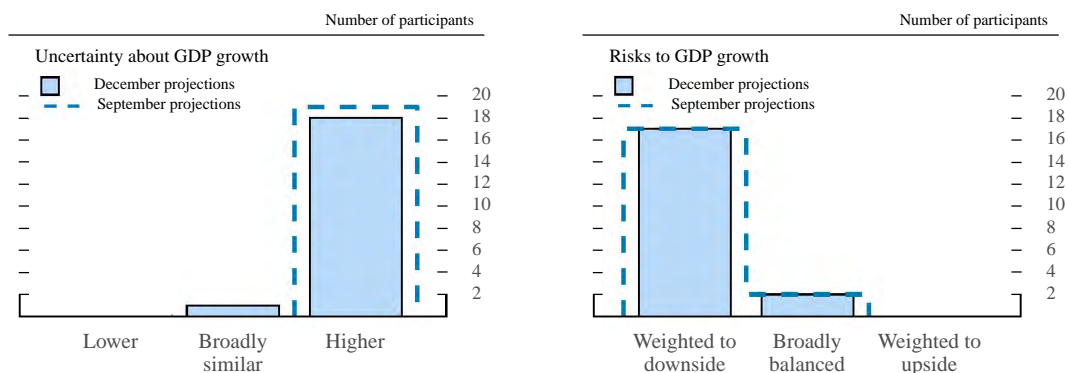 Number of participants
Uncertainty about GDP growth
December projections
September projections
20
18
16
14
12
10
8
6
4
2
Lower
Broadly similar
Higher
Number of participants
Risks to GDP growth
December projections
September projections
20
18
16
14
12
10
8
6
4
2
Weighted to downside
Broadly balanced
Weighted to upside